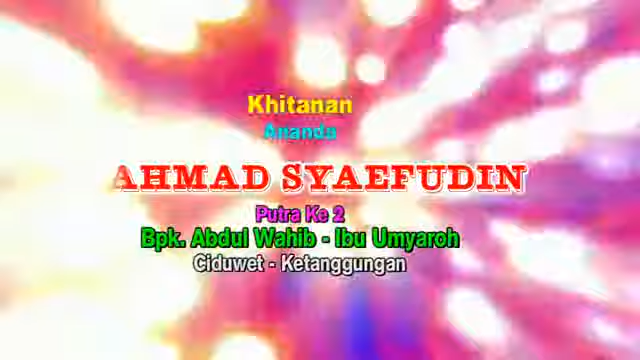 Khitanan
Ananda
AHMAD SYAEFUDIN
Putra Ke 2
Bpk. Abdul Wahib - Ibu Umyaroh
Ciduwet - Ketanggungan